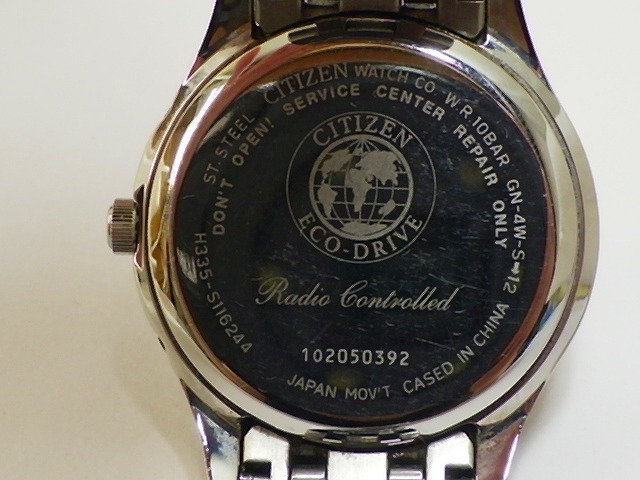 ST. STEEL CITIZEN WATCH CO. W.R.10BAR GN-4W-S-12
DON'T OPEN! SERVICE CENTER REPAIR ONLY
CITIZEN
ECO-DRIVE
Radio Controlled
102050392
H335-S116244 JAPAN MOV'T CASED IN CHINA